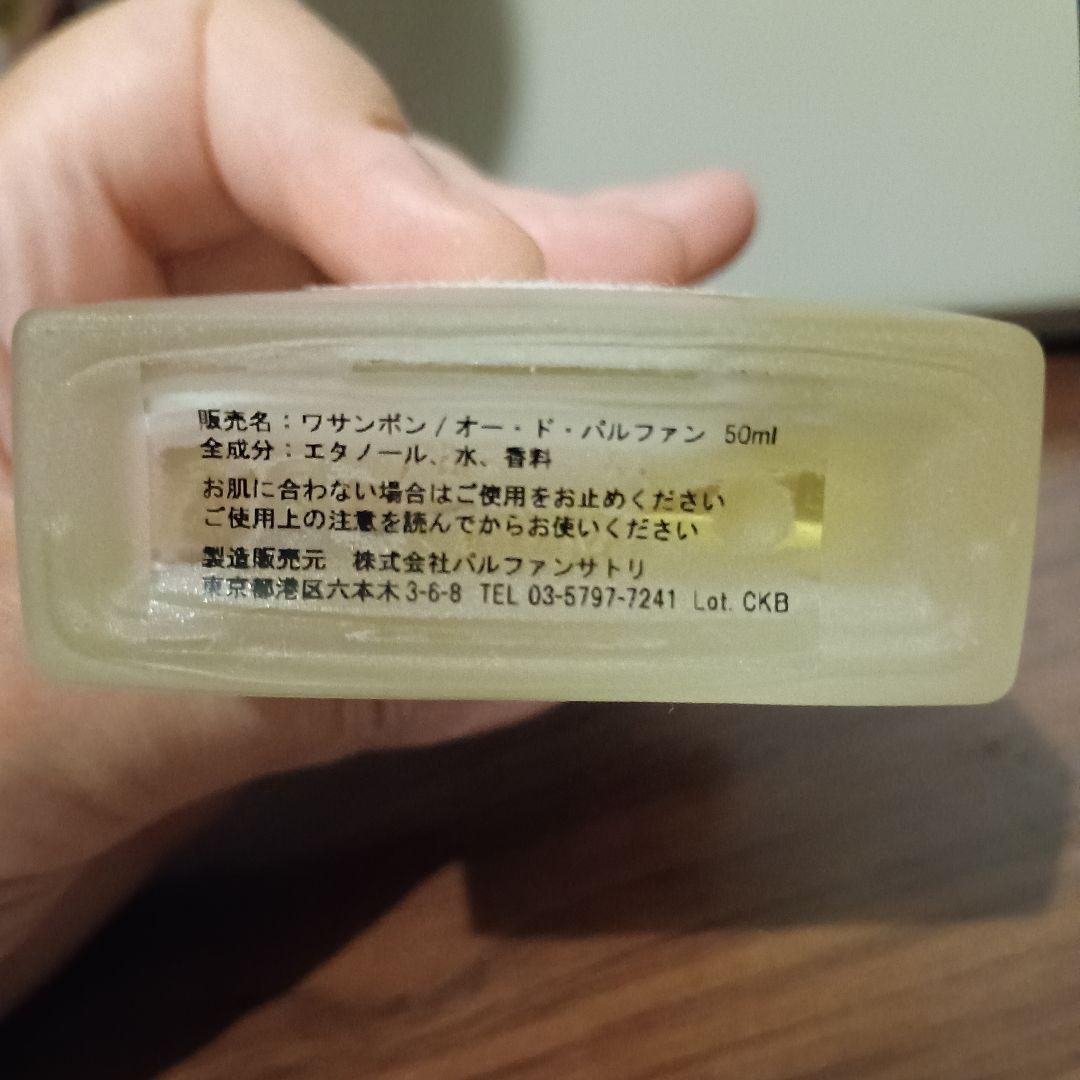 販売名：ワサンボン / オー・ド・パルファン 50ml
全成分：エタノール、水、香料
お肌に合わない場合はご使用をお止めください
ご使用上の注意を読んでからお使いください
製造販売元　株式会社パルファンサトリ
東京都港区六本木3-6-8 TEL 03-5797-7241 Lot. CKB